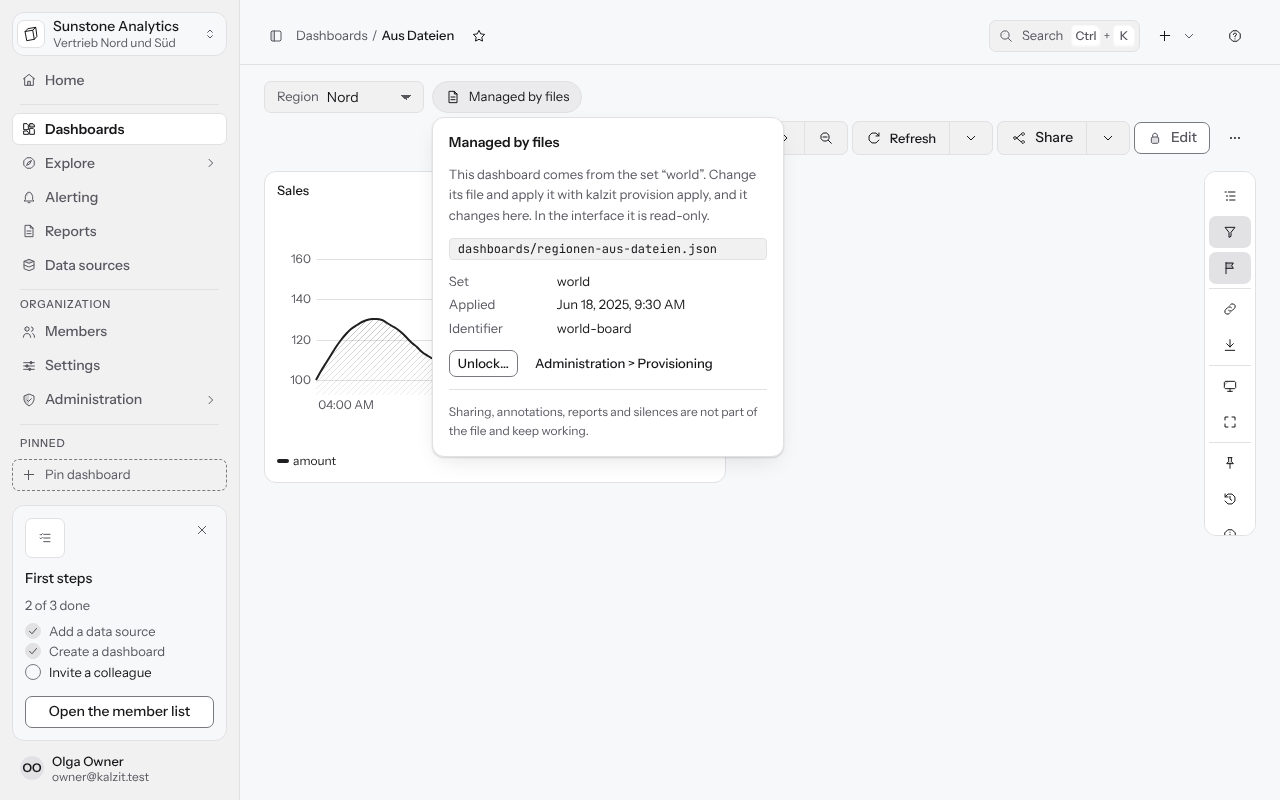 Sunstone Analytics
Vertrieb Nord und Süd
Home
Dashboards
Explore
Alerting
Reports
Data sources
ORGANIZATION
Members
Settings
Administration
PINNED
Pin dashboard
First steps
2 of 3 done
Add a data source
Create a dashboard
Invite a colleague
Open the member list
OO
Olga Owner
owner@kalzit.test
Dashboards / Aus Dateien
Search Ctrl + K
Region Nord
Managed by files
Refresh
Share
Edit
Sales
160
140
120
100
04:00 AM
amount
Managed by files
This dashboard comes from the set “world”. Change
its file and apply it with kalzit provision apply, and it
changes here. In the interface it is read-only.
dashboards/regionen-aus-dateien.json
Set world
Applied Jun 18, 2025, 9:30 AM
Identifier world-board
Unlock...
Administration > Provisioning
Sharing, annotations, reports and silences are not part of
the file and keep working.